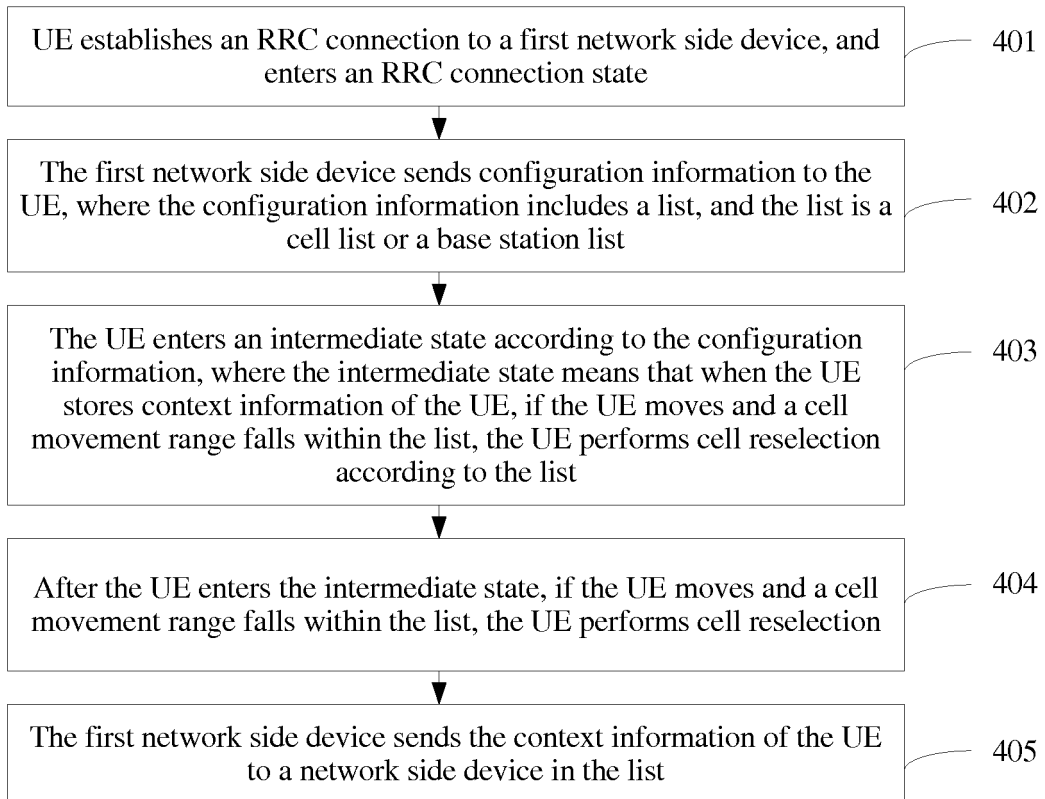 UE establishes an RRC connection to a first network side device, and
enters an RRC connection state
401
The first network side device sends configuration information to the
UE, where the configuration information includes a list, and the list is a
cell list or a base station list
402
The UE enters an intermediate state according to the configuration
information, where the intermediate state means that when the UE
stores context information of the UE, if the UE moves and a cell
movement range falls within the list, the UE performs cell reselection
according to the list
403
After the UE enters the intermediate state, if the UE moves and a cell
movement range falls within the list, the UE performs cell reselection
404
The first network side device sends the context information of the UE
to a network side device in the list
405